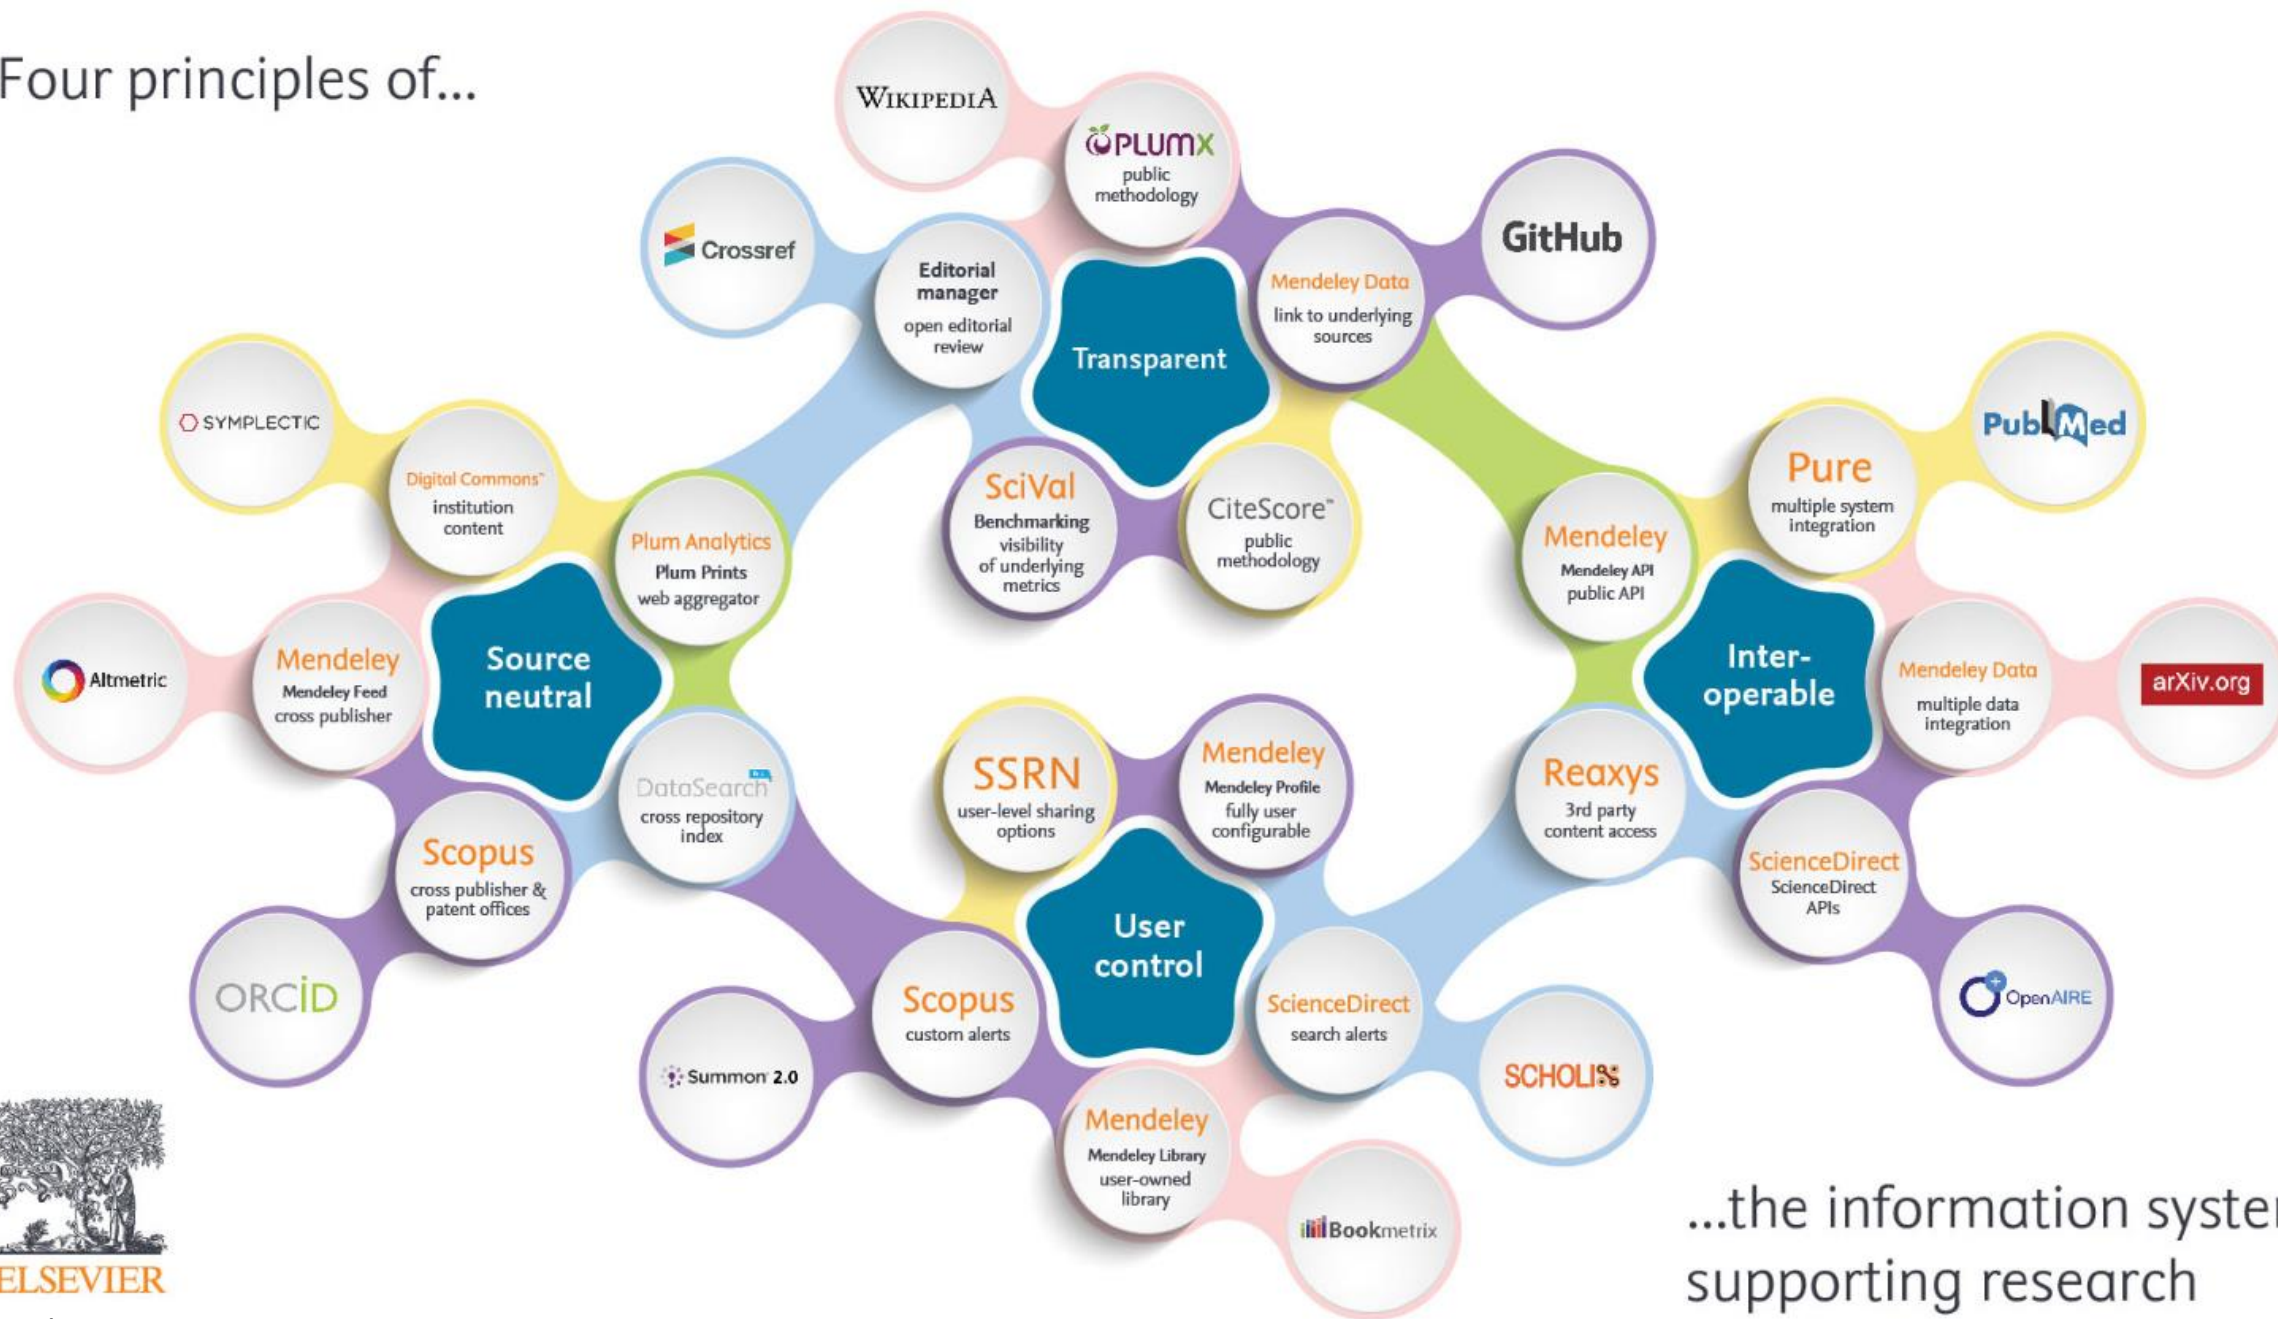 Four principles of...
WIKIPEDIA
PLUMX
public
methodology
Crossref
Editorial
manager
open editorial
review
Mendeley Data
link to underlying
sources
GitHub
Transparent
SciVal
Benchmarking
visibility
of underlying
metrics
CiteScore™
public
methodology
SYMPLECTIC
Digital Commons™
institution
content
Plum Analytics
Plum Prints
web aggregator
Altmetric
Mendeley
Mendeley Feed
cross publisher
Source
neutral
Scopus
cross publisher &
patent offices
DataSearch
cross repository
index
ORCiD
PubMed
Pure
multiple system
integration
Mendeley
Mendeley API
public API
Inter-
operable
Mendeley Data
multiple data
integration
arXiv.org
Reaxys
3rd party
content access
ScienceDirect
ScienceDirect
APIs
OpenAIRE
SSRN
user-level sharing
options
Mendeley
Mendeley Profile
fully user
configurable
User
control
Scopus
custom alerts
ScienceDirect
search alerts
Summon 2.0
SCHOLIX
Mendeley
Mendeley Library
user-owned
library
Bookmetrix
ELSEVIER
...the information system
supporting research